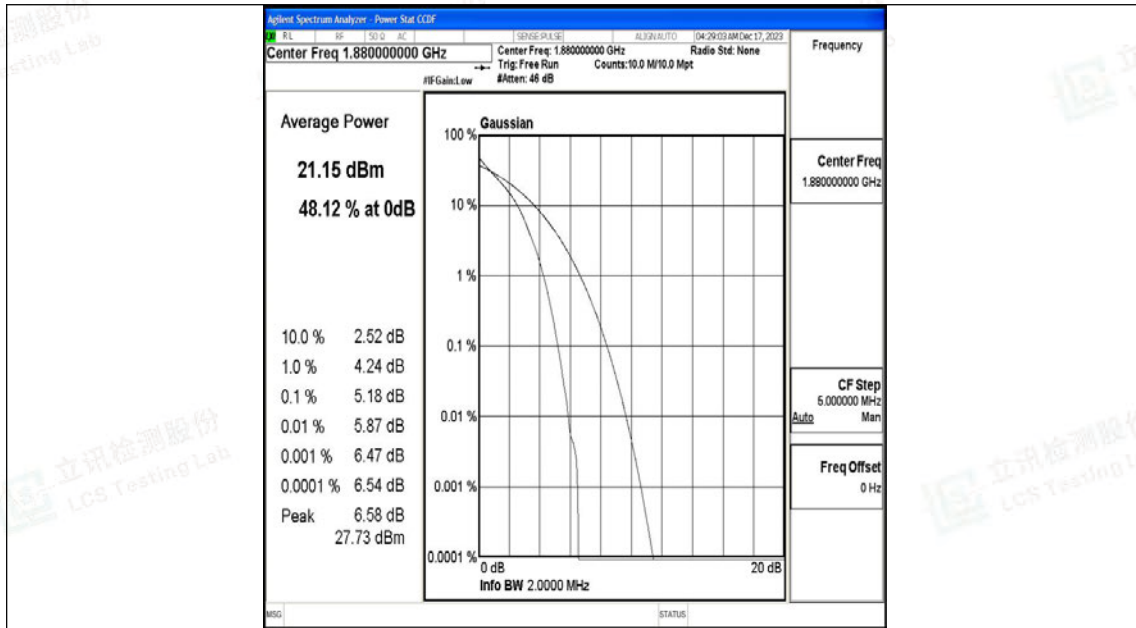 Agilent Spectrum Analyzer - Power Stat CCDF
RL RF 50 Ω AC SENSE:PULSE ALIGNAUTO 04:29:03 AM Dec 17, 2023
Center Freq 1.880000000 GHz
Center Freq: 1.880000000 GHz Radio Std: None
Trig: Free Run Counts:10.0 M/10.0 Mpt
#IFGain:Low #Atten: 46 dB
Frequency
Average Power
21.15 dBm
48.12 % at 0dB
10.0 % 2.52 dB
1.0 % 4.24 dB
0.1 % 5.18 dB
0.01 % 5.87 dB
0.001 % 6.47 dB
0.0001 % 6.54 dB
Peak 6.58 dB
27.73 dBm
Gaussian
100 %
10 %
1 %
0.1 %
0.01 %
0.001 %
0.0001 %
0 dB 20 dB
Info BW 2.0000 MHz
Center Freq
1.880000000 GHz
CF Step
5.000000 MHz
Auto Man
Freq Offset
0 Hz
MSG STATUS
立讯检测股份
LCS Testing Lab
立讯检测股份
LCS Testing Lab